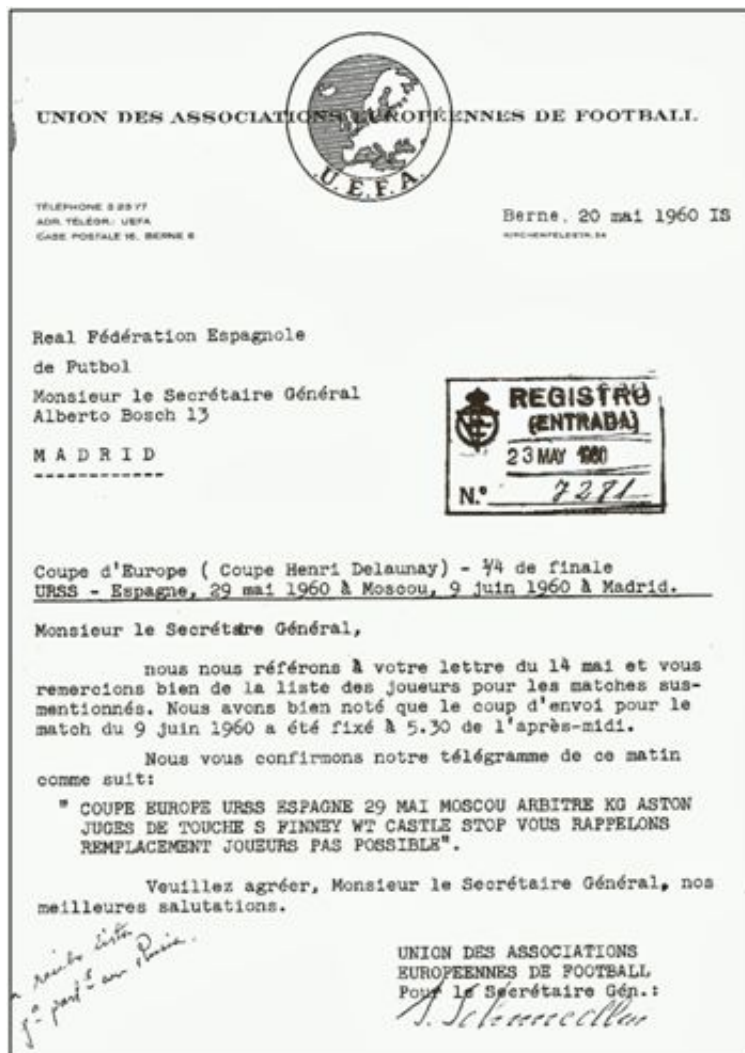 UNION DES ASSOCIATIONS EUROPÉENNES DE FOOTBALL
U.E.F.A.
TÉLÉPHONE 5 25 77
ADR. TÉLÉGR.: UEFA
CASE POSTALE 16, BERNE 6
Berne, 20 mai 1960 IS
KIRCHENFELDSTR. 24
Real Fédération Espagnole
de Futbol
Monsieur le Secrétaire Général
Alberto Bosch 13
MADRID
REGISTRO
(ENTRADA)
23 MAY 1960
N.º 7281
Coupe d'Europe ( Coupe Henri Delaunay) - 1/4 de finale
URSS - Espagne, 29 mai 1960 à Moscou, 9 juin 1960 à Madrid.
Monsieur le Secrétaire Général,
nous nous référons à votre lettre du 14 mai et vous
remercions bien de la liste des joueurs pour les matches sus-
mentionnés. Nous avons bien noté que le coup d'envoi pour le
match du 9 juin 1960 a été fixé à 5.30 de l'après-midi.
Nous vous confirmons notre télégramme de ce matin
comme suit:
" COUPE EUROPE URSS ESPAGNE 29 MAI MOSCOU ARBITRE KG ASTON
JUGES DE TOUCHE S FINNEY WT CASTLE STOP VOUS RAPPELONS
REMPLACEMENT JOUEURS PAS POSSIBLE".
Veuillez agréer, Monsieur le Secrétaire Général, nos
meilleures salutations.
UNION DES ASSOCIATIONS
EUROPEENNES DE FOOTBALL
Pour le Secrétaire Gén.: